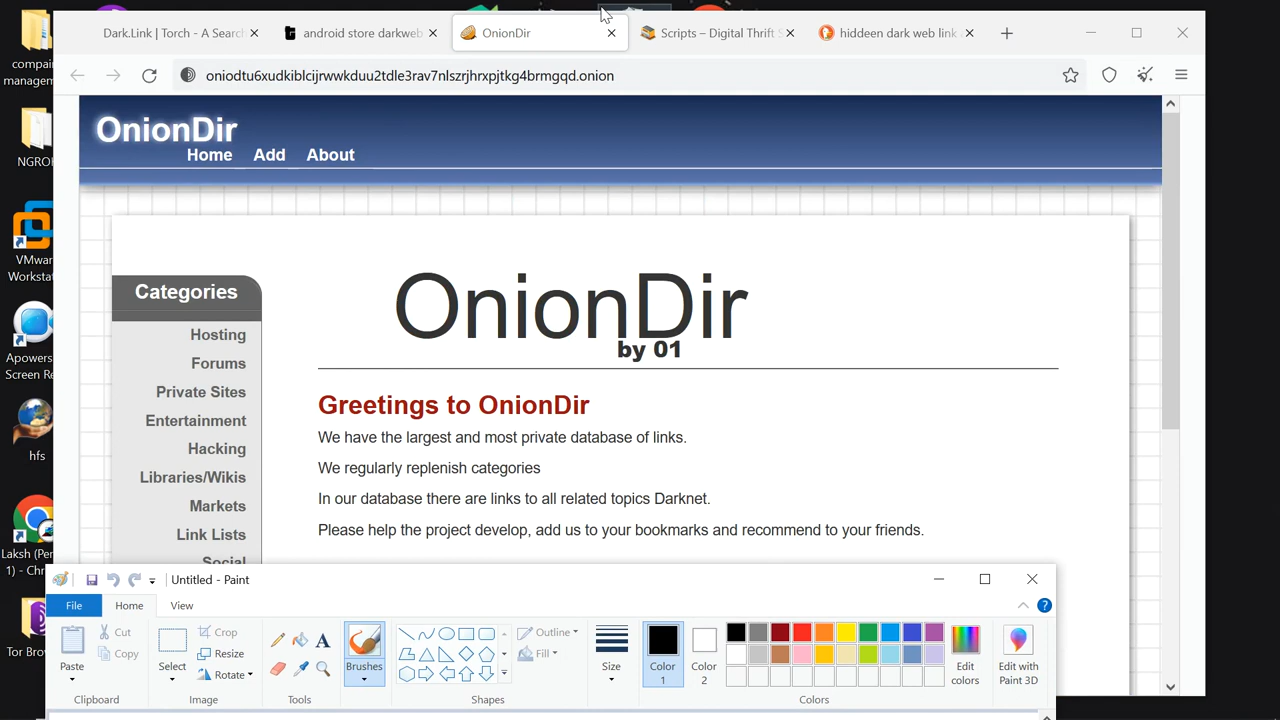 compain
managem
NGROK
VMware
Workstat
Apowers
Screen Re
hfs
Laksh (Per
1) - Chr
Tor Brow
Dark.Link | Torch - A Search
android store darkweb
OnionDir
Scripts – Digital Thrift S
hiddeen dark web link
oniodtu6xudkiblcijrwwkduu2tdle3rav7nlszrjhrxpjtkg4brmgqd.onion
OnionDir
Home Add About
Categories
Hosting
Forums
Private Sites
Entertainment
Hacking
Libraries/Wikis
Markets
Link Lists
Social
OnionDir
by 01
Greetings to OnionDir
We have the largest and most private database of links.
We regularly replenish categories
In our database there are links to all related topics Darknet.
Please help the project develop, add us to your bookmarks and recommend to your friends.
Untitled - Paint
File Home View
Paste
Cut
Copy
Clipboard
Select
Crop
Resize
Rotate
Image
A
Tools
Brushes
Outline
Fill
Shapes
Size
Color
1
Color
2
Edit
colors
Colors
Edit with
Paint 3D